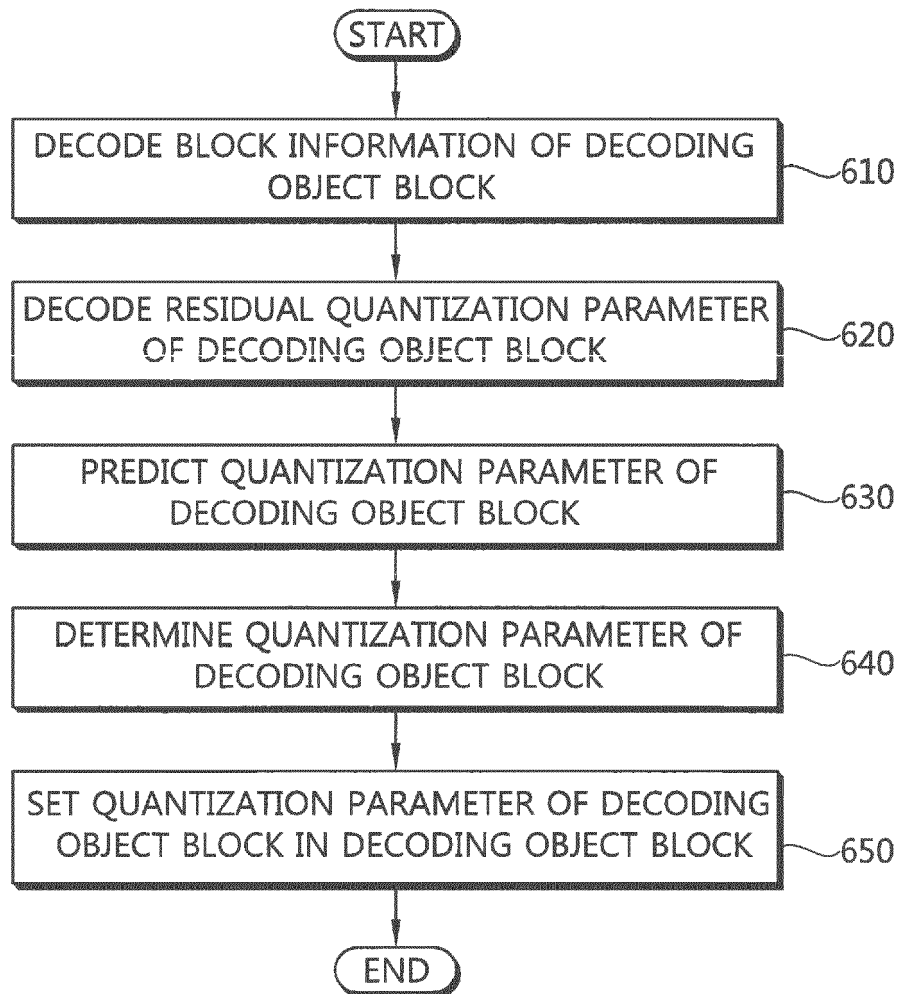 START
DECODE BLOCK INFORMATION OF DECODING
OBJECT BLOCK
610
DECODE RESIDUAL QUANTIZATION PARAMETER
OF DECODING OBJECT BLOCK
620
PREDICT QUANTIZATION PARAMETER OF
DECODING OBJECT BLOCK
630
DETERMINE QUANTIZATION PARAMETER OF
DECODING OBJECT BLOCK
640
SET QUANTIZATION PARAMETER OF DECODING
OBJECT BLOCK IN DECODING OBJECT BLOCK
650
END